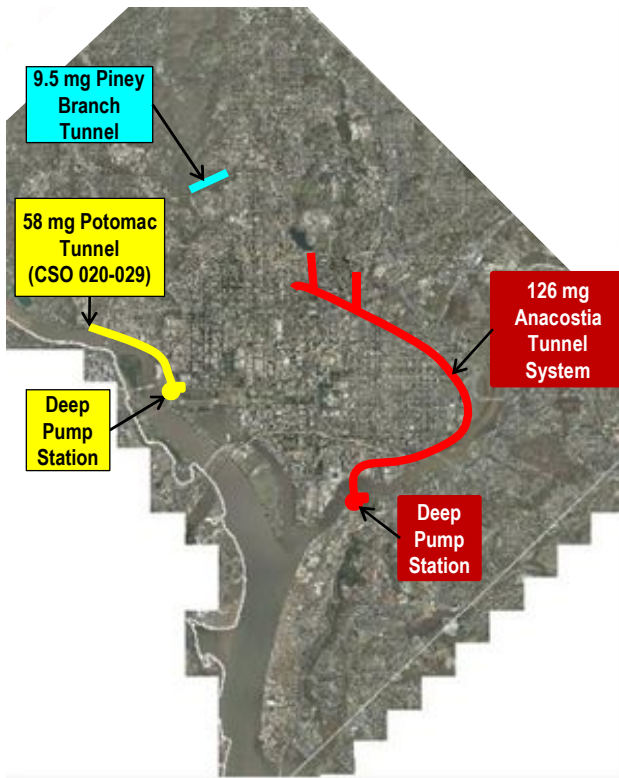 9.5 mg Piney
Branch
Tunnel
58 mg Potomac
Tunnel
(CSO 020-029)
126 mg
Anacostia
Tunnel
System
Deep
Pump
Station
Deep
Pump
Station